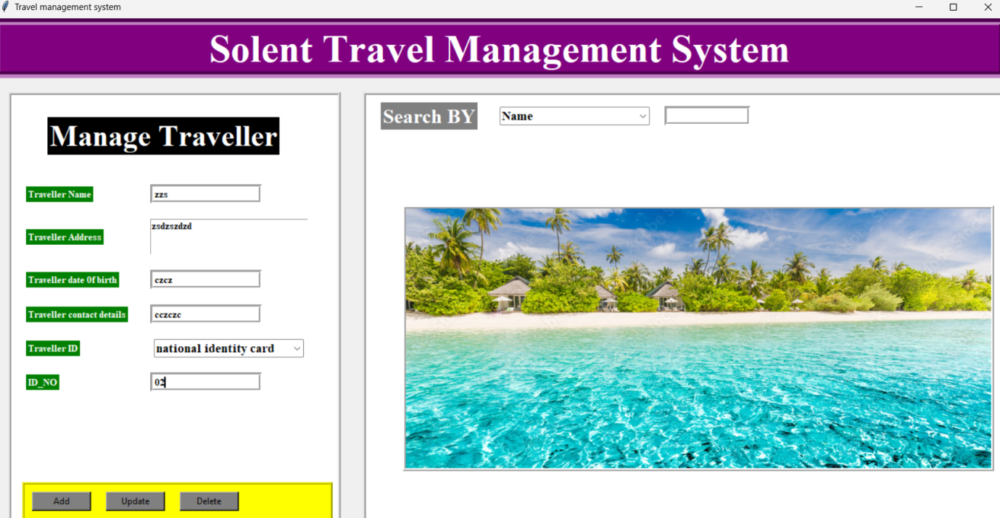 Travel management system
Solent Travel Management System
Manage Traveller
Traveller Name
zzs
Traveller Address
zsdzszdzd
Traveller date 0f birth
czcz
Traveller contact details
cczczc
Traveller ID
national identity card
ID_NO
02
Add Update Delete
Search BY
Name